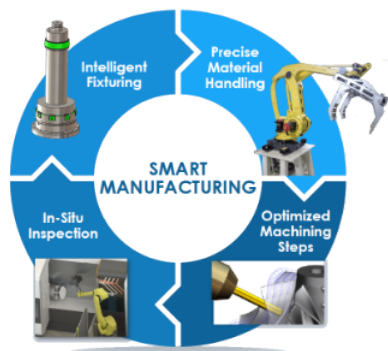 Intelligent
Fixturing
Precise
Material
Handling
SMART
MANUFACTURING
In-Situ
Inspection
Optimized
Machining
Steps